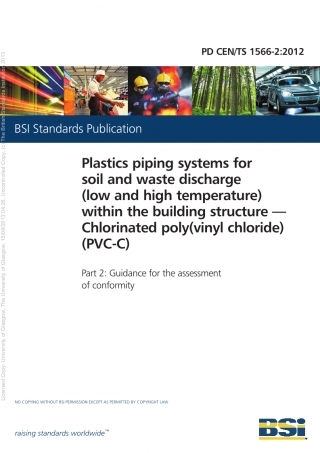 PD CEN/TS 1566-2:2012
BSI Standards Publication
Plastics piping systems for
soil and waste discharge
(low and high temperature)
within the building structure —
Chlorinated poly(vinyl chloride)
(PVC-C)
Part 2: Guidance for the assessment
of conformity
NO COPYING WITHOUT BSI PERMISSION EXCEPT AS PERMITTED BY COPYRIGHT LAW
raising standards worldwide™
BSi